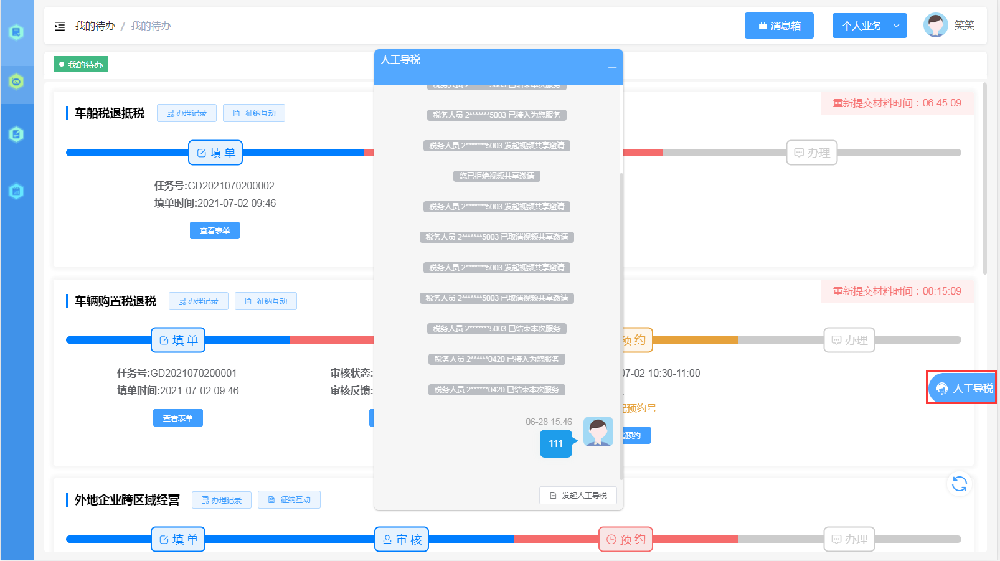 我的待办 / 我的待办
消息箱
个人业务
笑笑
我的待办
人工导税
车船税退抵税
办理记录
征纳互动
重新提交材料时间：06:45:09
填 单
办理
任务号:GD2021070200002
填单时间:2021-07-02 09:46
查看表单
税务人员 2*******5003 已结束本次服务
税务人员 2*******5003 已接入为您服务
税务人员 2*******5003 发起视频共享邀请
您已拒绝视频共享邀请
税务人员 2*******5003 发起视频共享邀请
税务人员 2*******5003 已取消视频共享邀请
税务人员 2*******5003 发起视频共享邀请
税务人员 2*******5003 已取消视频共享邀请
税务人员 2*******5003 已结束本次服务
税务人员 2******0420 已接入为您服务
税务人员 2******0420 已结束本次服务
06-28 15:46
111
发起人工导税
车辆购置税退税
办理记录
征纳互动
重新提交材料时间：00:15:09
填 单
预 约
办理
任务号:GD2021070200001
填单时间:2021-07-02 09:46
查看表单
审核状态:
审核反馈:
07-02 10:30-11:00
预约号
预约
人工导税
外地企业跨区域经营
办理记录
征纳互动
填 单
审 核
预 约
办理